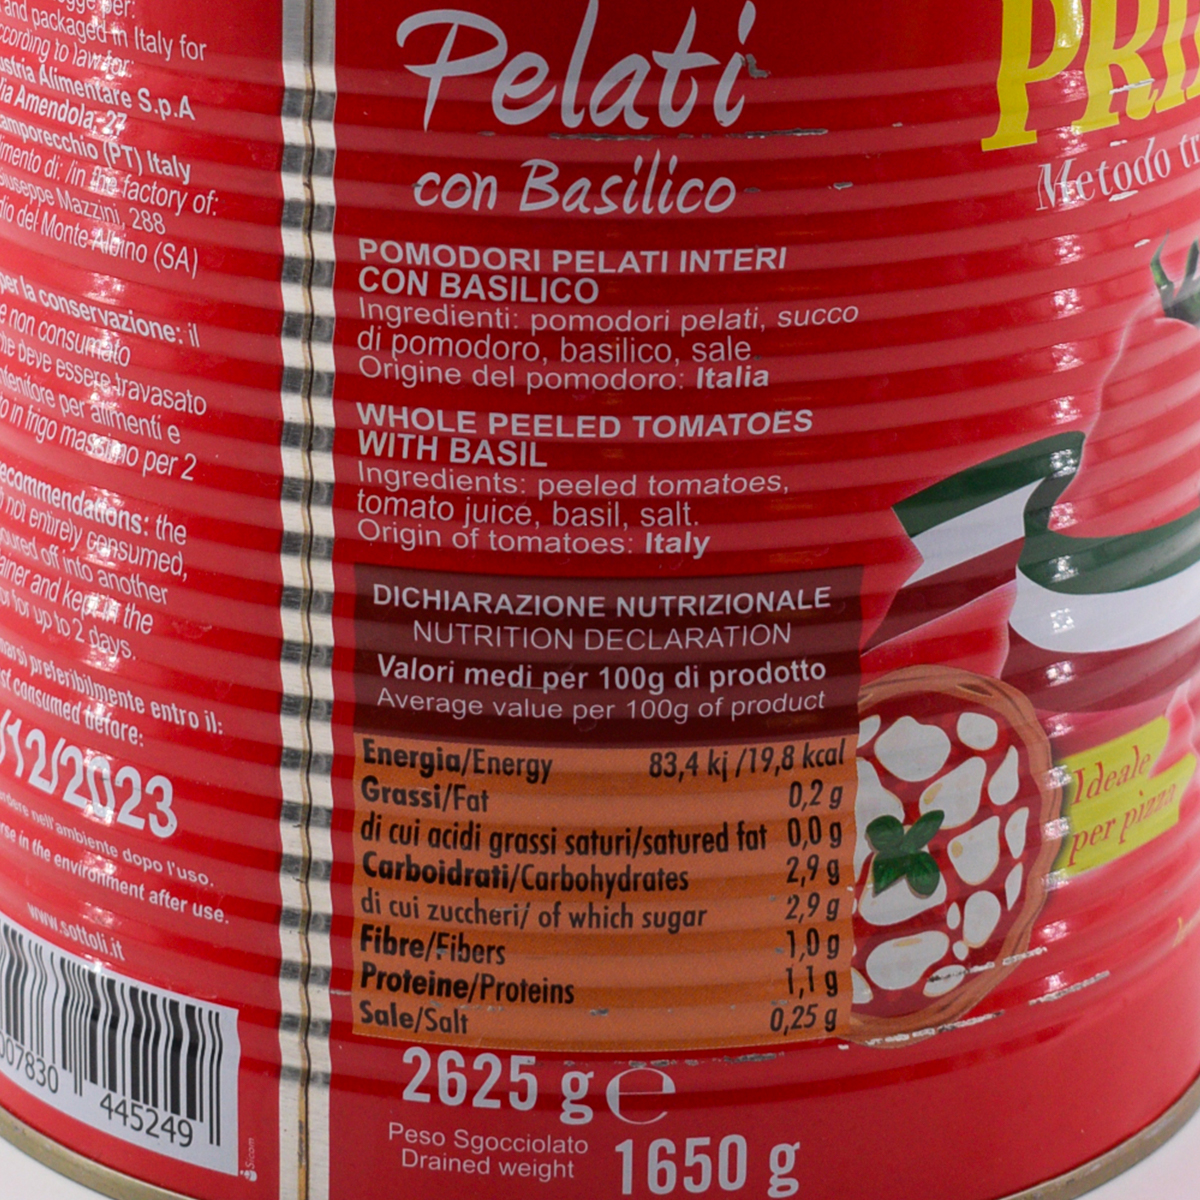 and packaged in Italy for
according to law for:
Alimentare S.p.A
Via Amendola, 27
(PT) Italy
di: /in the factory of:
Giuseppe Mazzini, 288
del Monte Albino (SA)
per la conservazione: il
non consumato
deve essere travasato
per alimenti e
in frigo massimo per 2
the
not entirely consumed,
off into another
and kept in the
for up to 2 days.
preferibilmente entro il:
consumed before:
/12/2023
nell'ambiente dopo l'uso.
in the environment after use.
www.sottoli.it
007830
445249
Sicom
Pelati
con Basilico
POMODORI PELATI INTERI
CON BASILICO
Ingredienti: pomodori pelati, succo
di pomodoro, basilico, sale.
Origine del pomodoro: Italia
WHOLE PEELED TOMATOES
WITH BASIL
Ingredients: peeled tomatoes,
tomato juice, basil, salt.
Origin of tomatoes: Italy
DICHIARAZIONE NUTRIZIONALE
NUTRITION DECLARATION
Valori medi per 100g di prodotto
Average value per 100g of product
Energia/Energy 83,4 kj /19,8 kcal
Grassi/Fat 0,2 g
di cui acidi grassi saturi/satured fat 0,0 g
Carboidrati/Carbohydrates 2,9 g
di cui zuccheri/ of which sugar 2,9 g
Fibre/Fibers 1,0 g
Proteine/Proteins 1,1 g
Sale/Salt 0,25 g
2625 g e
Peso Sgocciolato
Drained weight 1650 g
Metodo
Ideale
per pizza